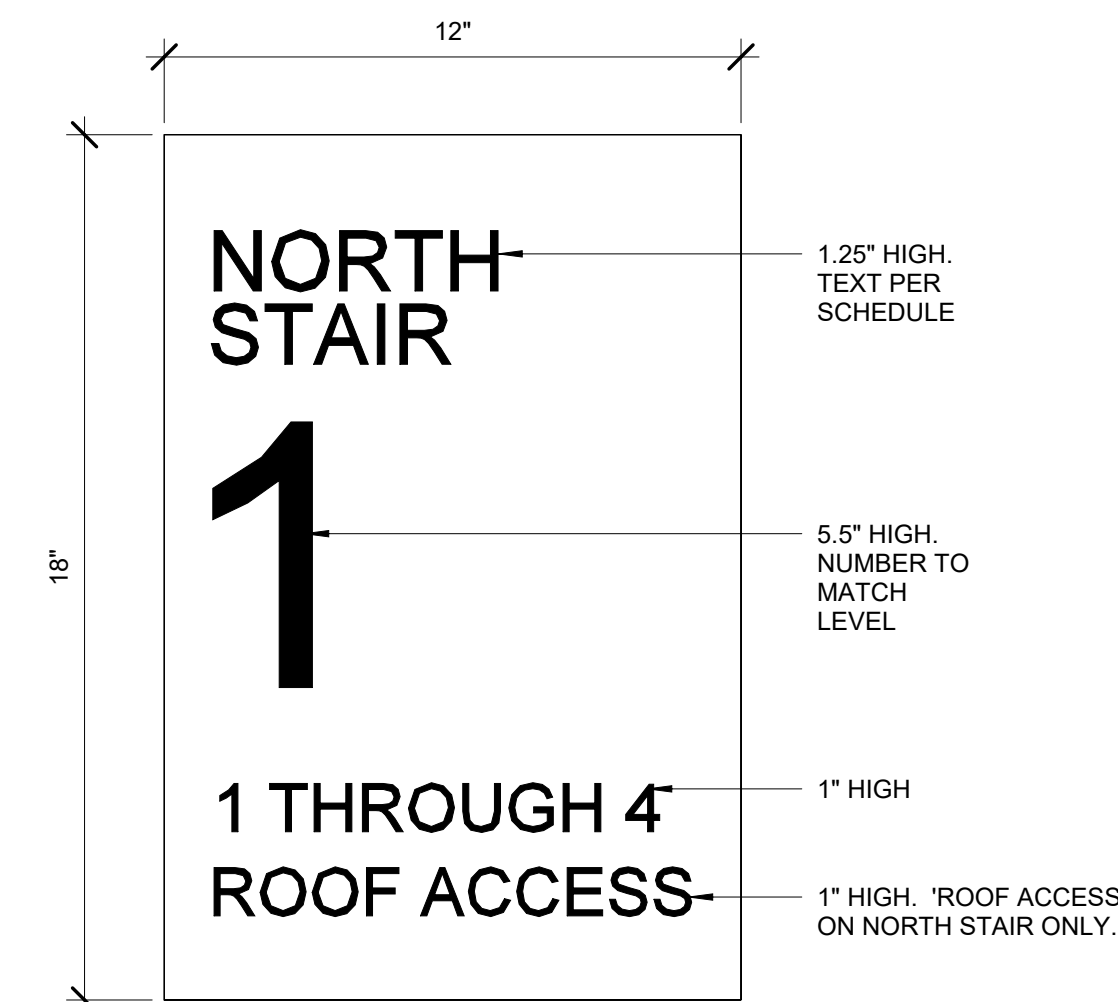 12"
18"
NORTH
STAIR
1
1 THROUGH 4
ROOF ACCESS
1.25" HIGH.
TEXT PER
SCHEDULE
5.5" HIGH.
NUMBER TO
MATCH
LEVEL
1" HIGH
1" HIGH.  'ROOF ACCESS
ON NORTH STAIR ONLY.